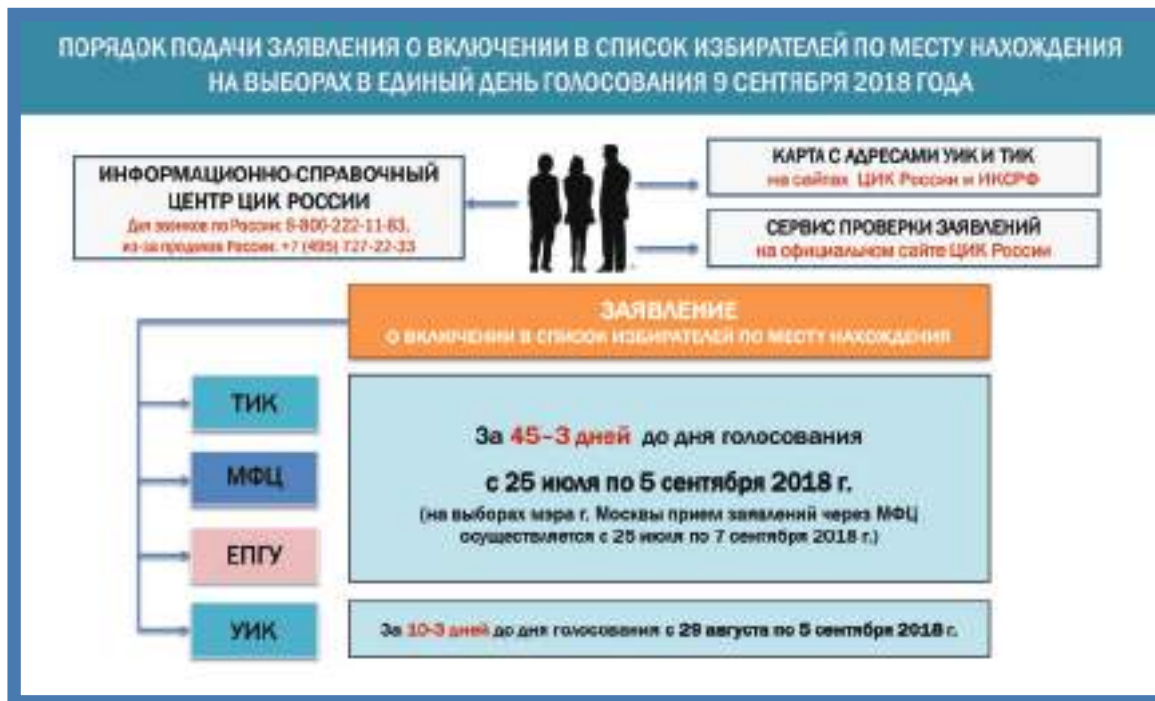 ПОРЯДОК ПОДАЧИ ЗАЯВЛЕНИЯ О ВКЛЮЧЕНИИ В СПИСОК ИЗБИРАТЕЛЕЙ ПО МЕСТУ НАХОЖДЕНИЯ
НА ВЫБОРАХ В ЕДИНЫЙ ДЕНЬ ГОЛОСОВАНИЯ 9 СЕНТЯБРЯ 2018 ГОДА
ИНФОРМАЦИОННО-СПРАВОЧНЫЙ
ЦЕНТР ЦИК РОССИИ
Для звонков по России: 8-800-222-11-83,
из-за пределов России: +7 (495) 727-22-33
КАРТА С АДРЕСАМИ УИК И ТИК
на сайтах ЦИК России и ИКСРФ
СЕРВИС ПРОВЕРКИ ЗАЯВЛЕНИЙ
на официальном сайте ЦИК России
ЗАЯВЛЕНИЕ
О ВКЛЮЧЕНИИ В СПИСОК ИЗБИРАТЕЛЕЙ ПО МЕСТУ НАХОЖДЕНИЯ
ТИК
МФЦ
ЕПГУ
За 45–3 дней до дня голосования
с 25 июля по 5 сентября 2018 г.
(на выборах мэра г. Москвы прием заявлений через МФЦ
осуществляется с 25 июля по 7 сентября 2018 г.)
УИК
За 10-3 дней до дня голосования с 29 августа по 5 сентября 2018 г.